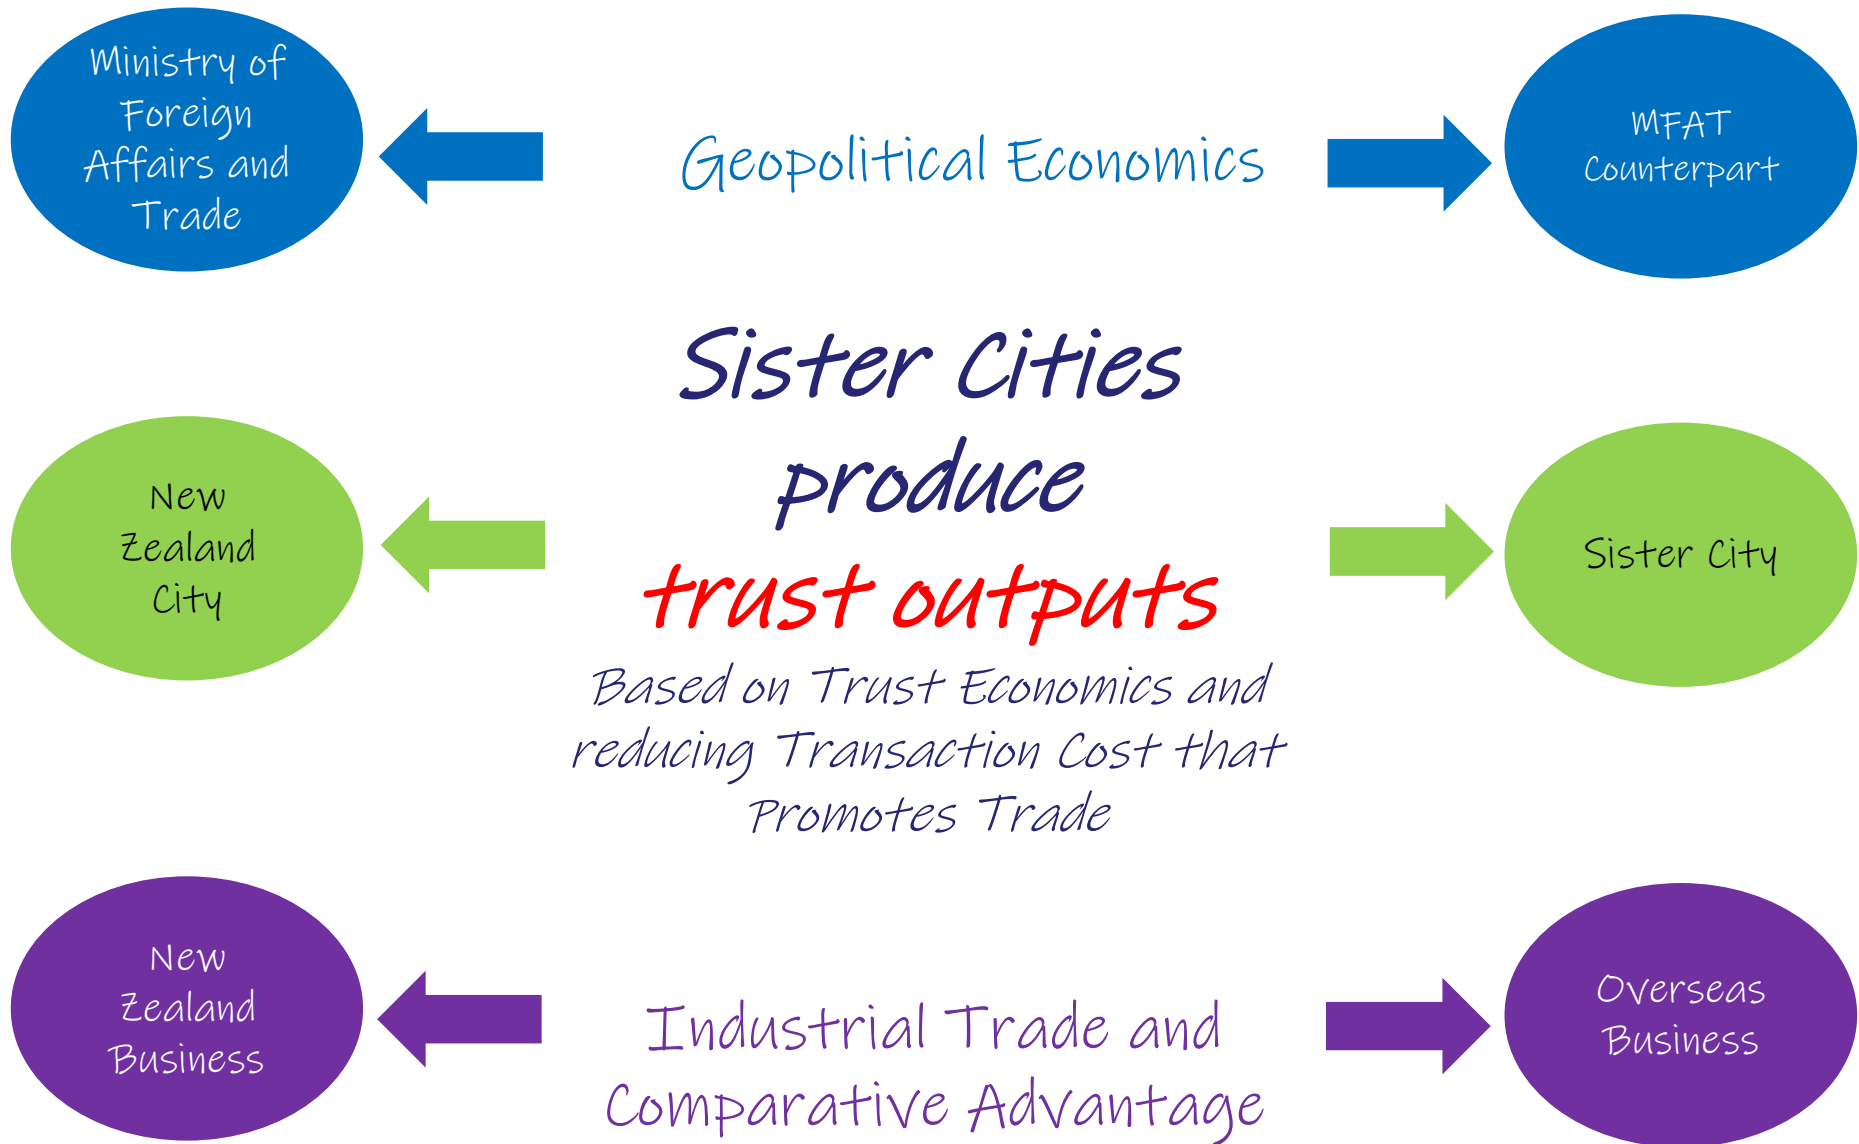 Ministry of
Foreign
Affairs and
Trade
Geopolitical Economics
MFAT
Counterpart
Sister Cities
produce
trust outputs
Based on Trust Economics and
reducing Transaction Cost that
Promotes Trade
New
Zealand
City
Sister City
New
Zealand
Business
Industrial Trade and
Comparative Advantage
Overseas
Business